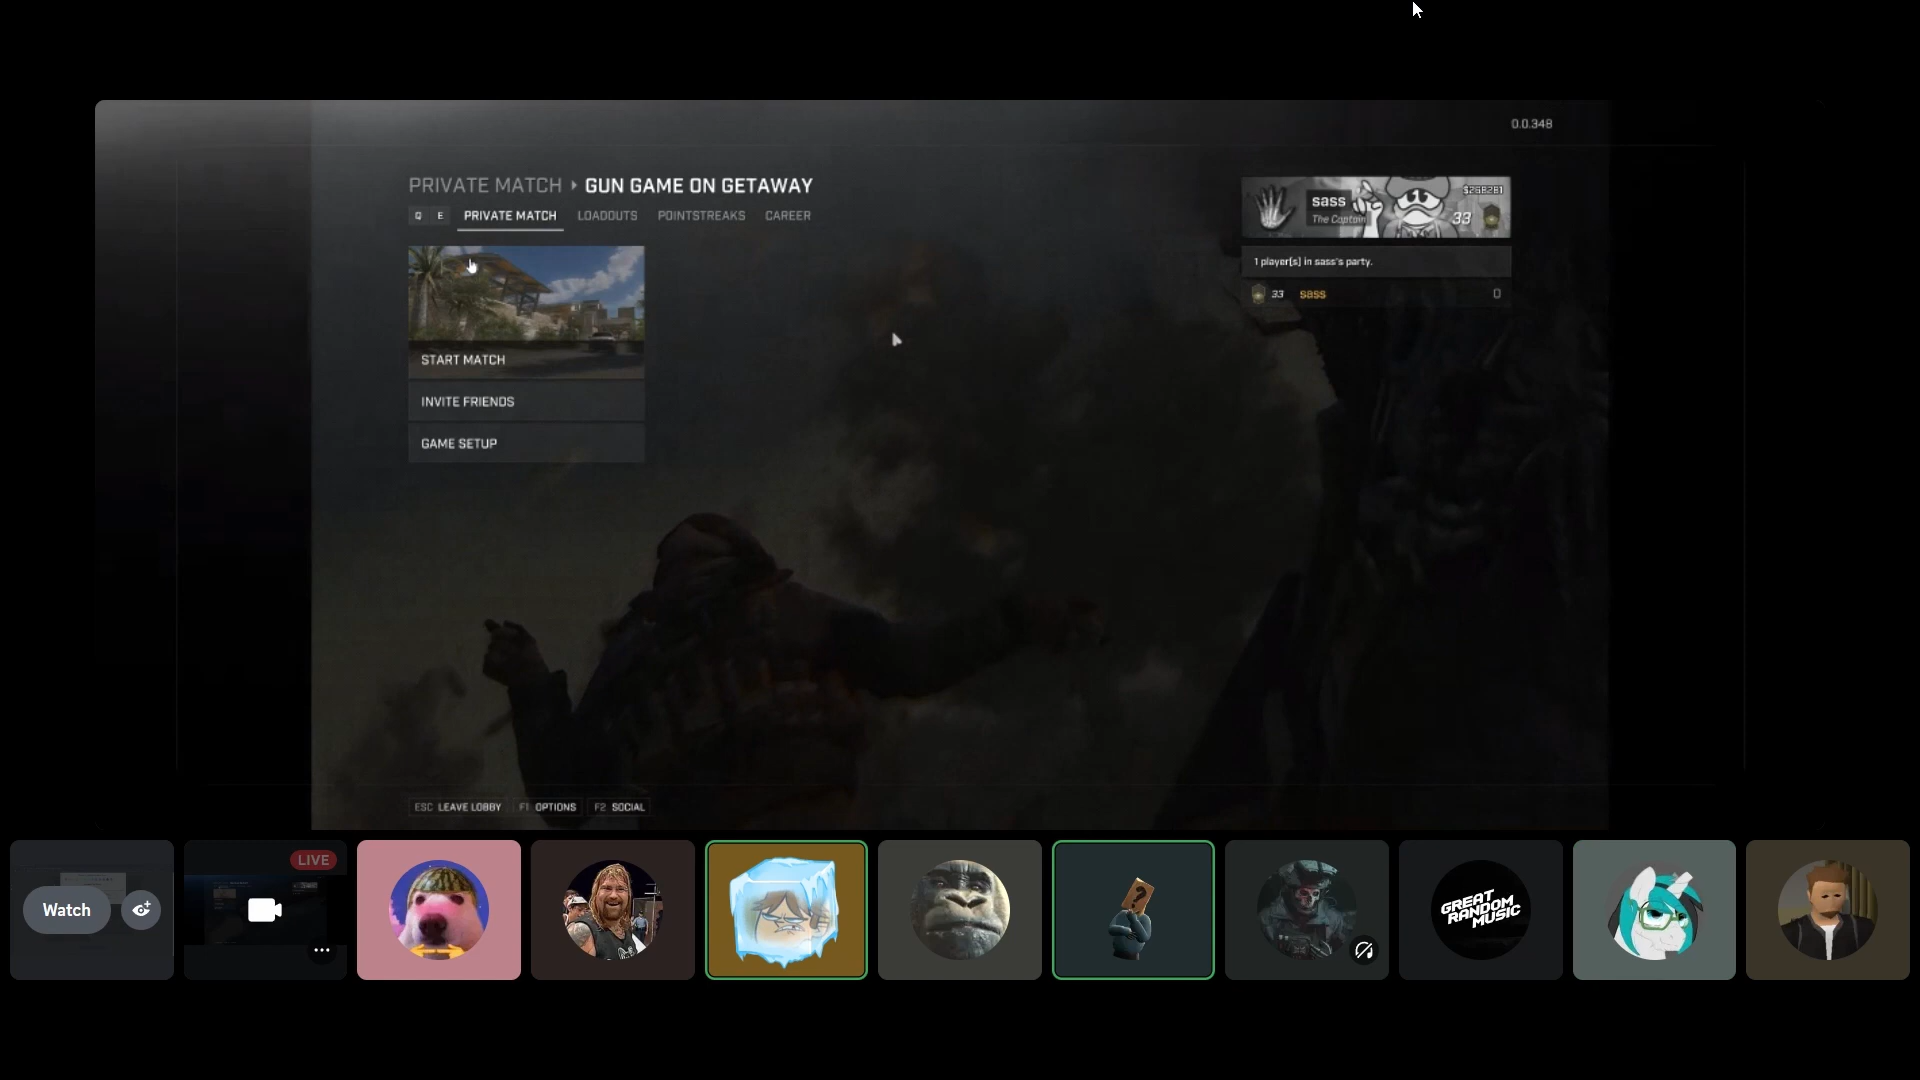 0.0.348
PRIVATE MATCH ▸ GUN GAME ON GETAWAY
Q E PRIVATE MATCH LOADOUTS POINTSTREAKS CAREER
START MATCH
INVITE FRIENDS
GAME SETUP
$268281
sass
The Captain
33
1 player[s] in sass's party.
33 sass 0
ESC LEAVE LOBBY F1 OPTIONS F2 SOCIAL
Watch
LIVE
?
GREAT
RANDOM
MUSIC